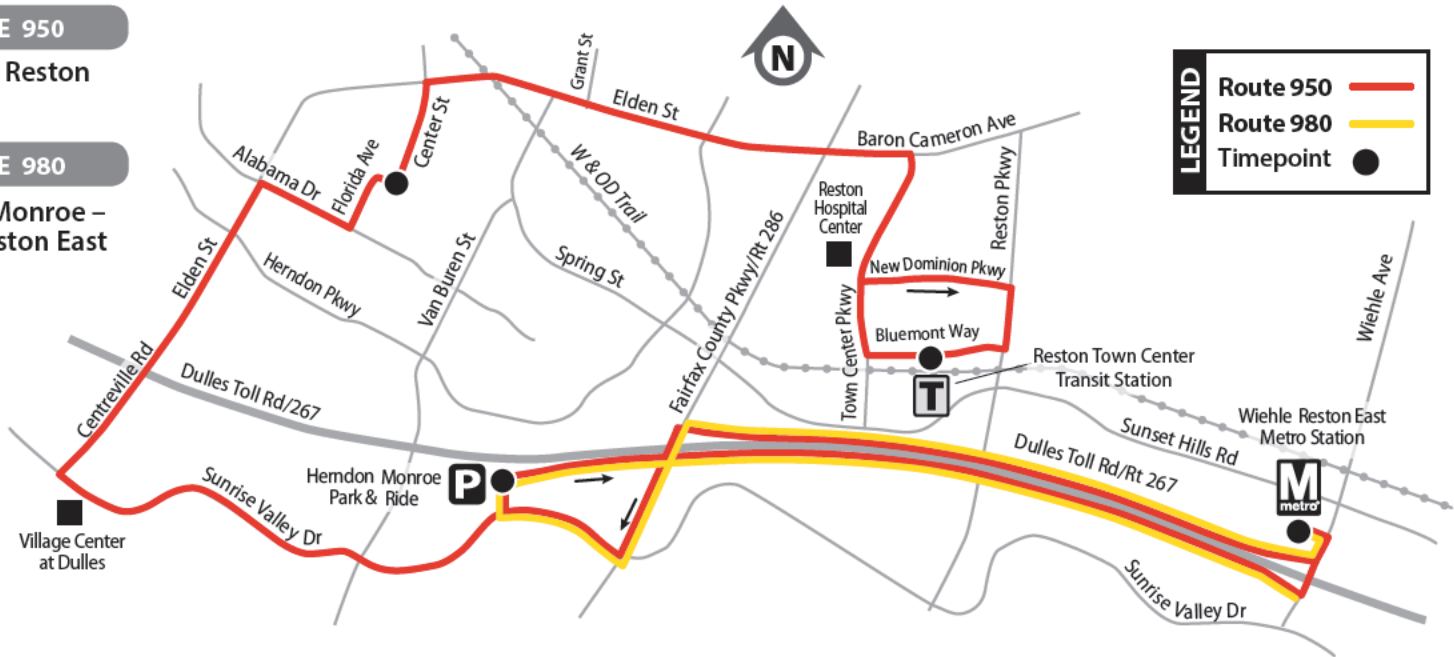 E 950
Reston
E 980
Monroe –
ston East
N
LEGEND
Route 950
Route 980
Timepoint
Grant St
Elden St
Center St
Baron Cameron Ave
Alabama Dr
Florida Ave
W & OD Trail
Reston
Hospital
Center
Reston Pkwy
Elden St
Herndon Pkwy
Van Buren St
Spring St
Fairfax County Pkwy/Rt 286
New Dominion Pkwy
Town Center Pkwy
Bluemont Way
Wiehle Ave
Reston Town Center
Transit Station
T
Centreville Rd
Dulles Toll Rd/267
Sunset Hills Rd
Wiehle Reston East
Metro Station
Dulles Toll Rd/Rt 267
M
metro
Herndon Monroe
Park & Ride
P
Sunrise Valley Dr
Village Center
at Dulles
Sunrise Valley Dr